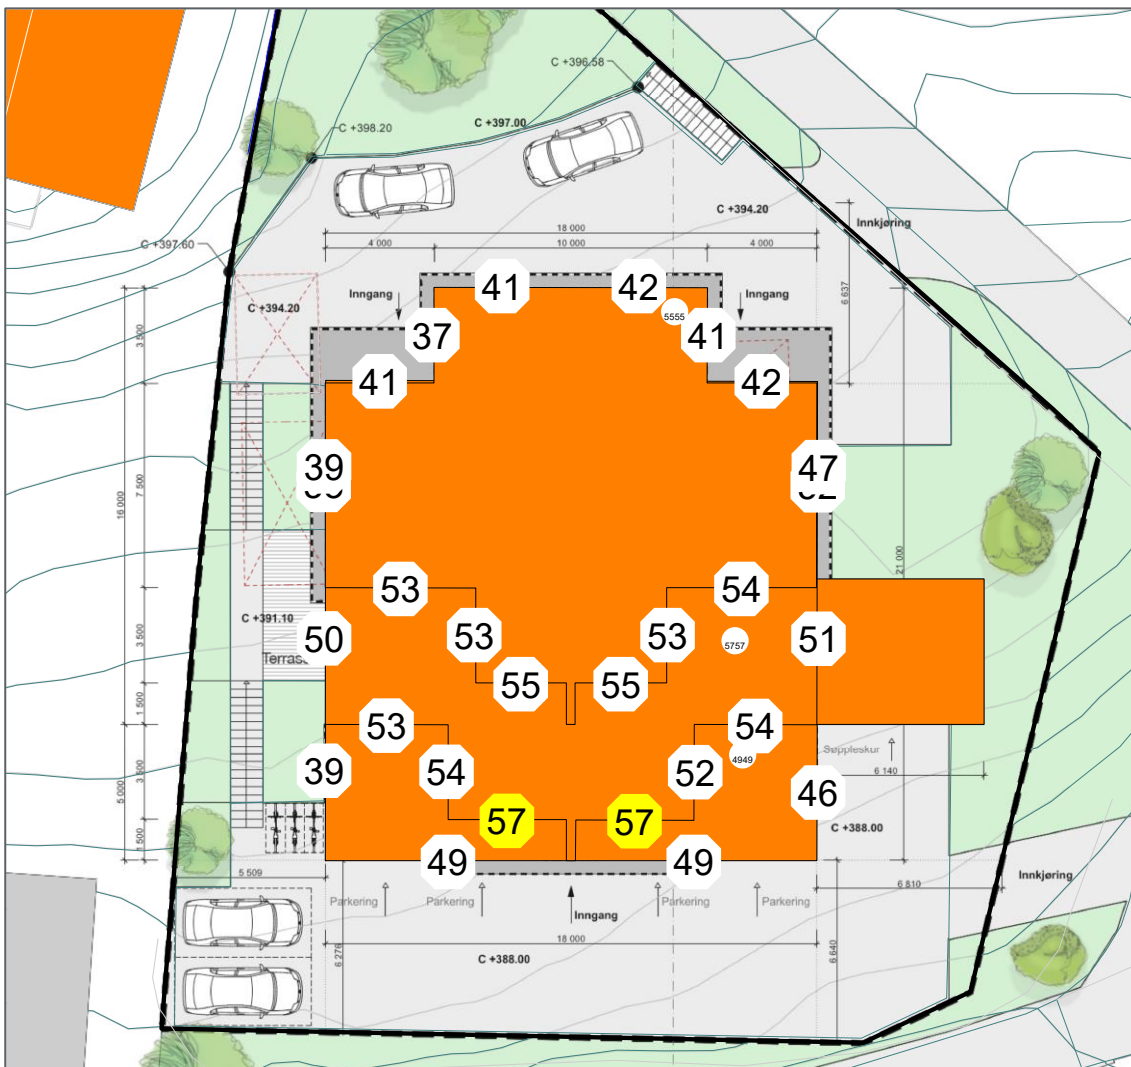 C +396.58
C +397.00
C +398.20
C +394.20
Innkjøring
18 000
4 000
10 000
4 000
C +397.60
6 637
Inngang
41
42
Inngang
C +394.20
5555
3 500
37
41
41
42
39
47
7 500
16 000
21 000
53
54
C +391.10
50
53
53
51
5757
3 500
Terrass
55
55
1 500
53
54
Søppleskur
4949
39
54
52
46
6 140
3 500
5 000
57
57
C +388.00
1 500
49
49
5 509
6 810
Innkjøring
Parkering
Parkering
Inngang
Parkering
Parkering
18 000
6 276
C +388.00
6 640